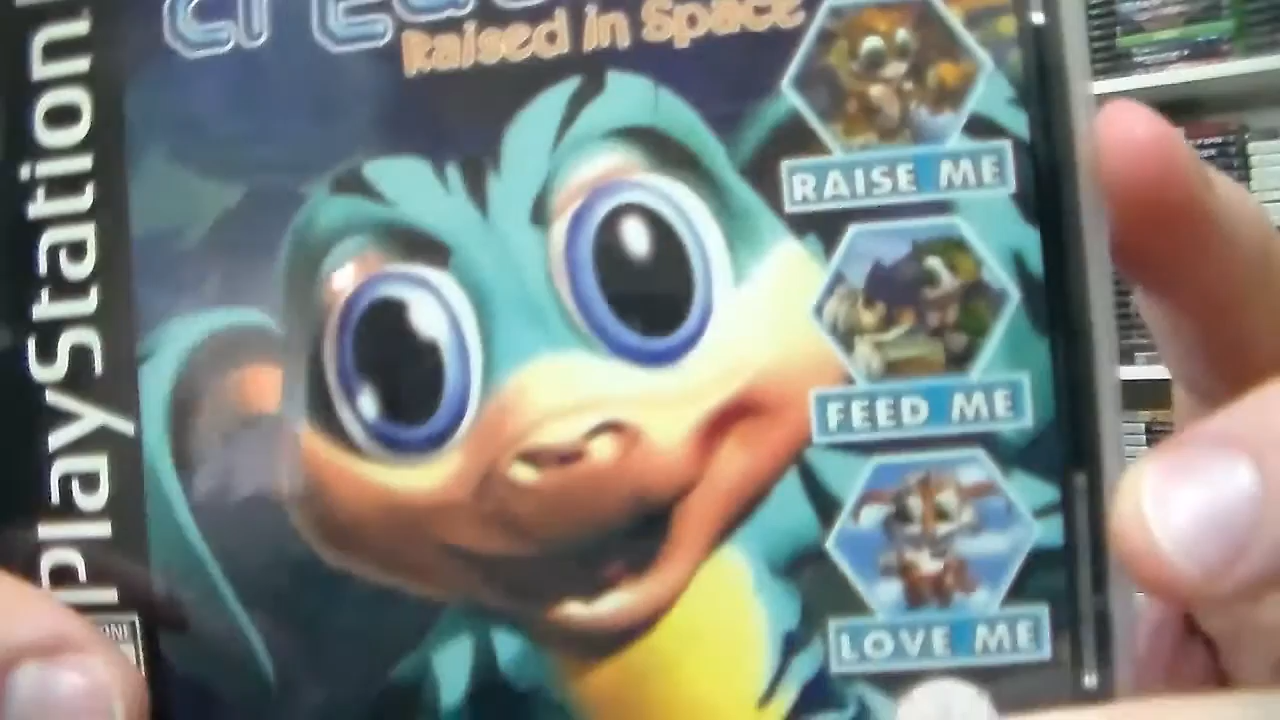 PlayStation
Raised in Space
RAISE ME
FEED ME
LOVE ME